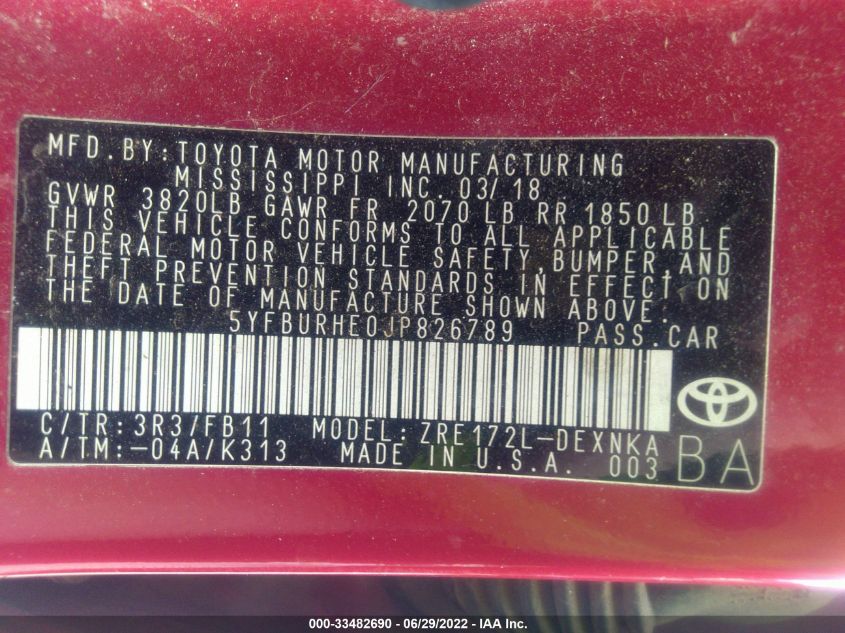 MFD.BY:TOYOTA MOTOR MANUFACTURING
MISSISSIPPI INC. 03/18
GVWR 3820LB GAWR FR 2070 LB RR 1850 LB
THIS VEHICLE CONFORMS TO ALL APPLICABLE
FEDERAL MOTOR VEHICLE SAFETY, BUMPER, AND
THEFT PREVENTION STANDARDS IN EFFECT ON
THE DATE OF MANUFACTURE SHOWN ABOVE.
5YFBURHE0JP826789 PASS.CAR
C/TR: 3R3/FB11 MODEL: ZRE172L-DEXNKA
A/TM:-04A/K313 MADE IN U.S.A. 003 BA
000-33482690 - 06/29/2022 - IAA Inc.